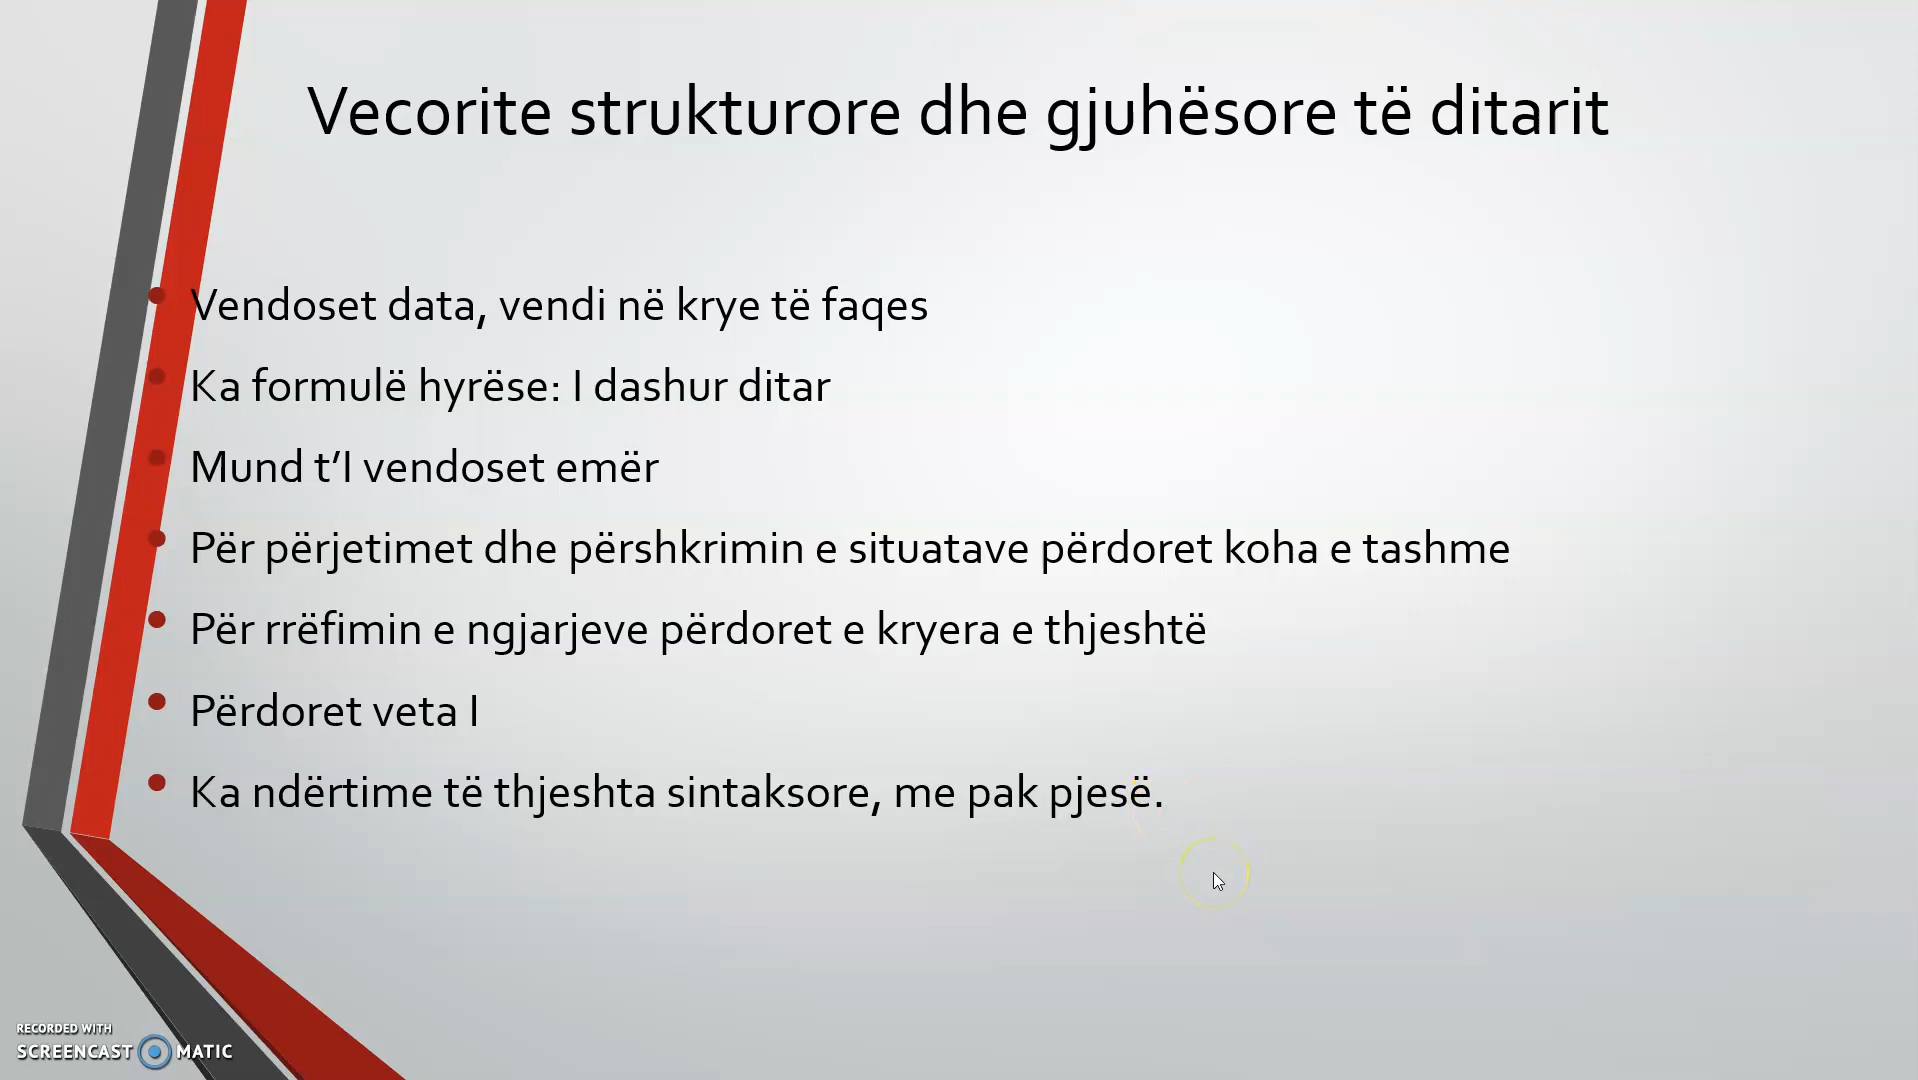 Vecorite strukturore dhe gjuhësore të ditarit
Vendoset data, vendi në krye të faqes
Ka formulë hyrëse: I dashur ditar
Mund t’I vendoset emër
Për përjetimet dhe përshkrimin e situatave përdoret koha e tashme
Për rrëfimin e ngjarjeve përdoret e kryera e thjeshtë
Përdoret veta I
Ka ndërtime të thjeshta sintaksore, me pak pjesë.
RECORDED WITH
SCREENCAST MATIC